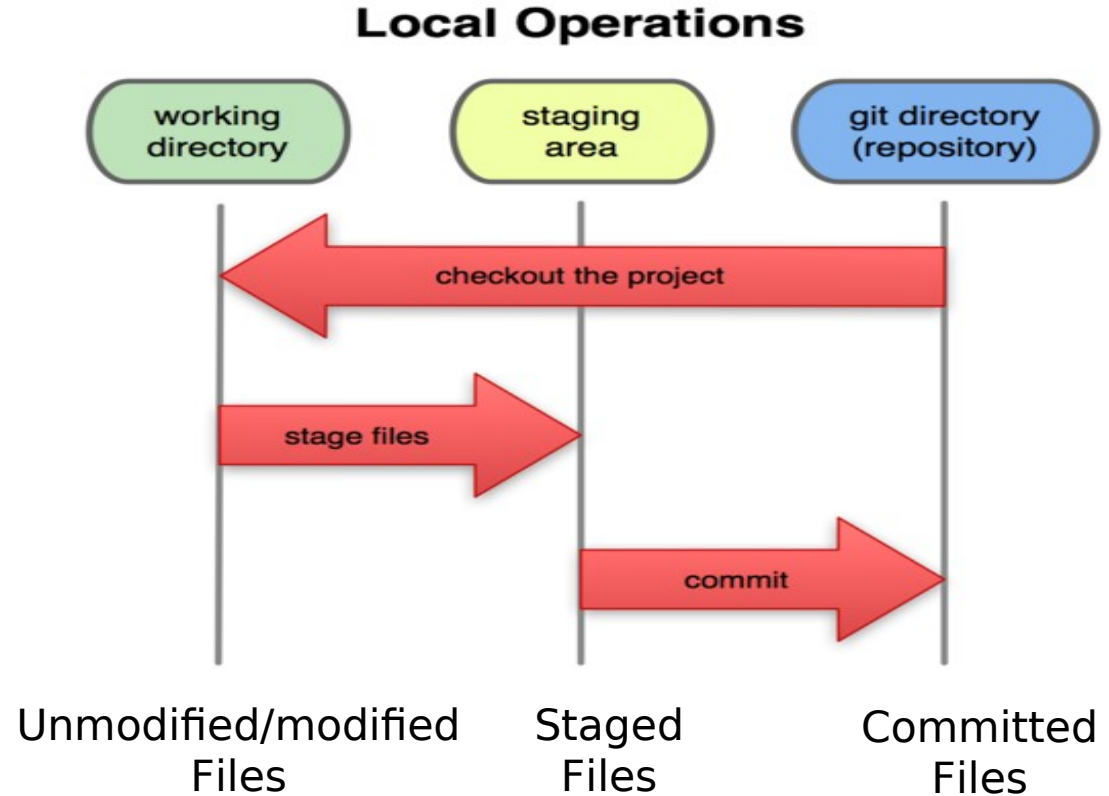 Local Operations
working
directory
staging
area
git directory
(repository)
checkout the project
stage files
commit
Unmodified/modified
Files
Staged
Files
Committed
Files